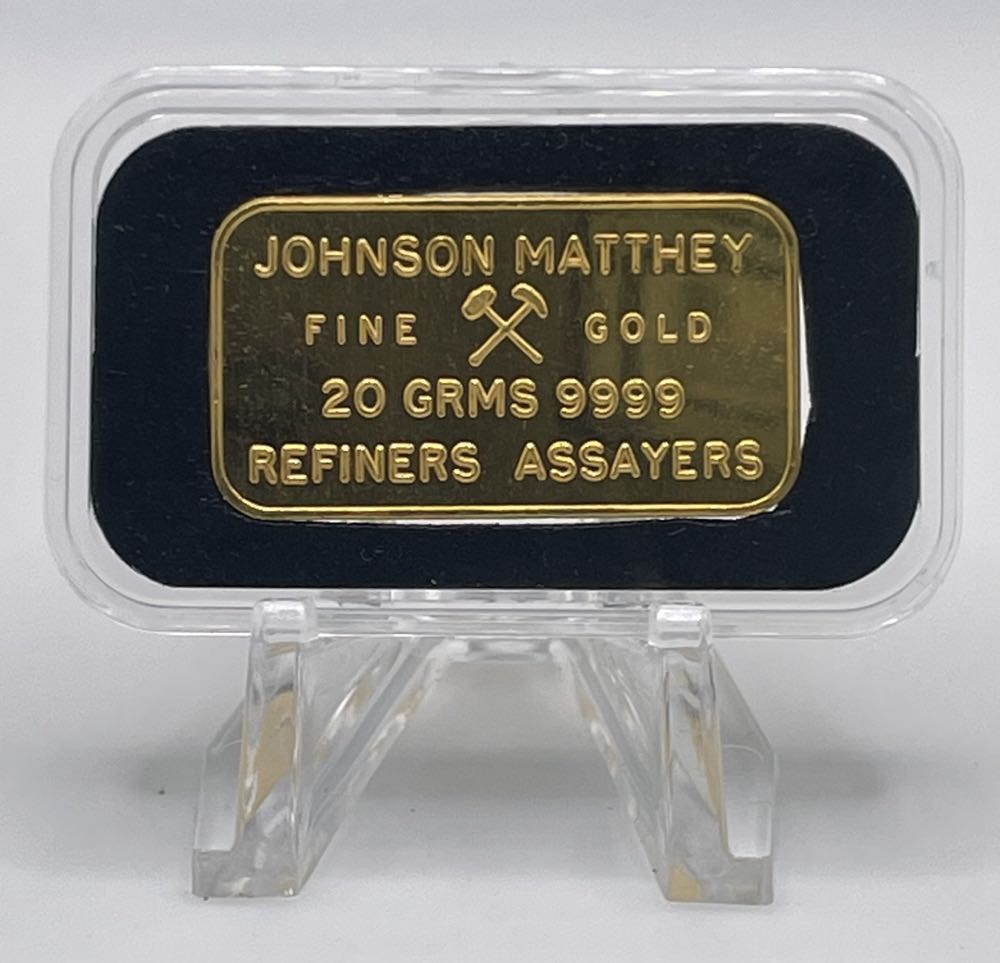 JOHNSON MATTHEY
FINE GOLD
20 GRMS 9999
REFINERS ASSAYERS